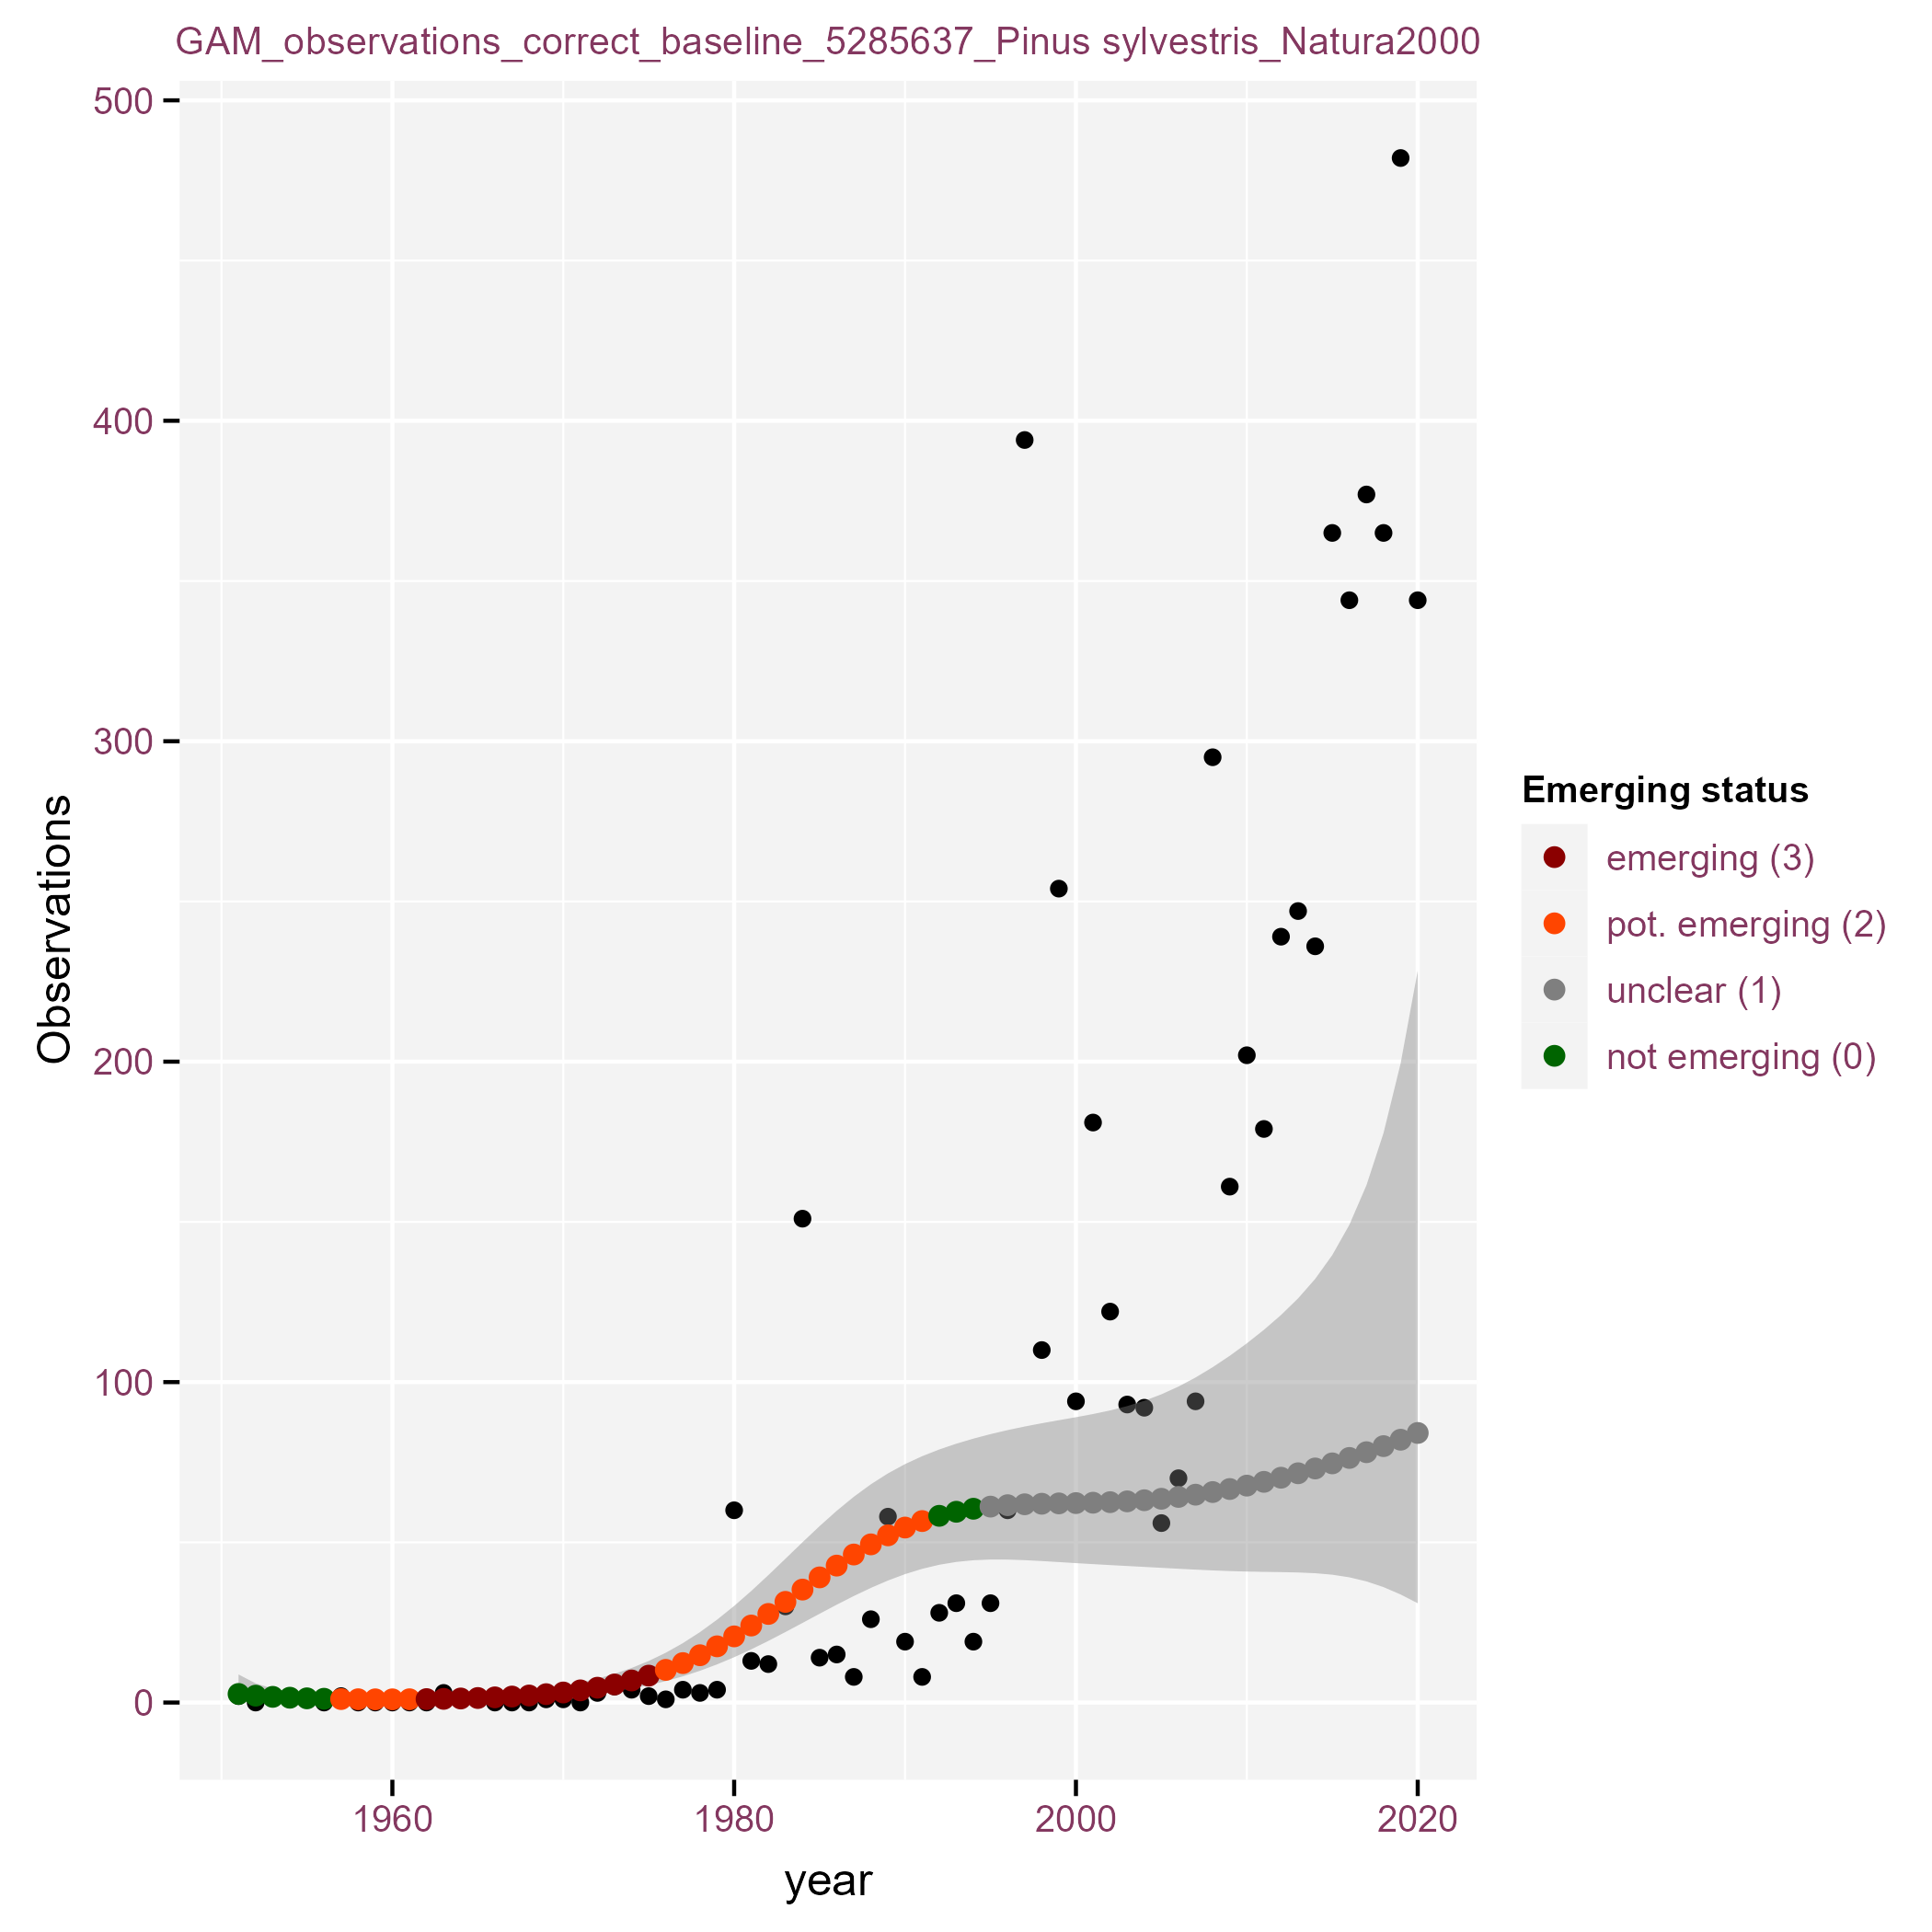 GAM_observations_correct_baseline_5285637_Pinus sylvestris_Natura2000
500
400
300
200
100
0
Observations
1960 1980 2000 2020
year
Emerging status
emerging (3)
pot. emerging (2)
unclear (1)
not emerging (0)